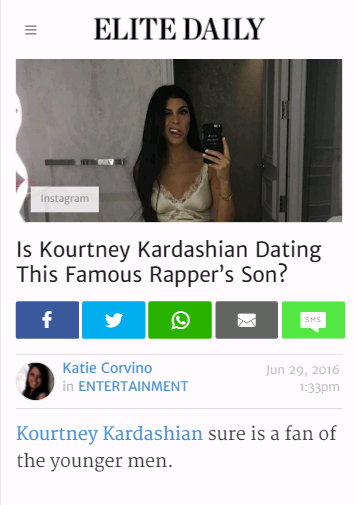 ELITE DAILY
Instagram
Is Kourtney Kardashian Dating
This Famous Rapper's Son?
SMS
Katie Corvino
in ENTERTAINMENT
Jun 29, 2016
1:33pm
Kourtney Kardashian sure is a fan of
the younger men.